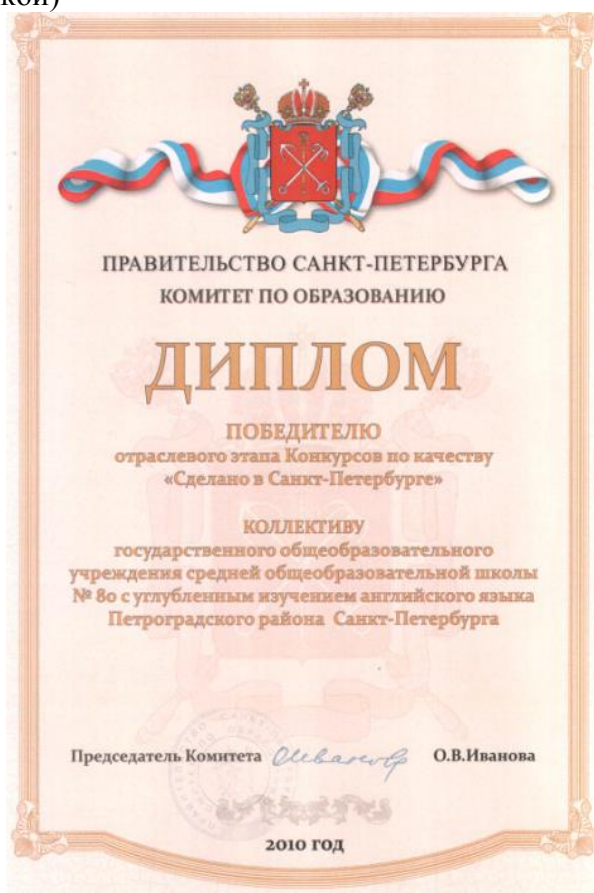 кой)
ПРАВИТЕЛЬСТВО САНКТ-ПЕТЕРБУРГА
КОМИТЕТ ПО ОБРАЗОВАНИЮ
ДИПЛОМ
ПОБЕДИТЕЛЮ
отраслевого этапа Конкурсов по качеству
«Сделано в Санкт-Петербурге»
КОЛЛЕКТИВУ
государственного общеобразовательного
учреждения средней общеобразовательной школы
№ 80 с углубленным изучением английского языка
Петроградского района Санкт-Петербурга
Председатель Комитета О.В.Иванова
2010 год